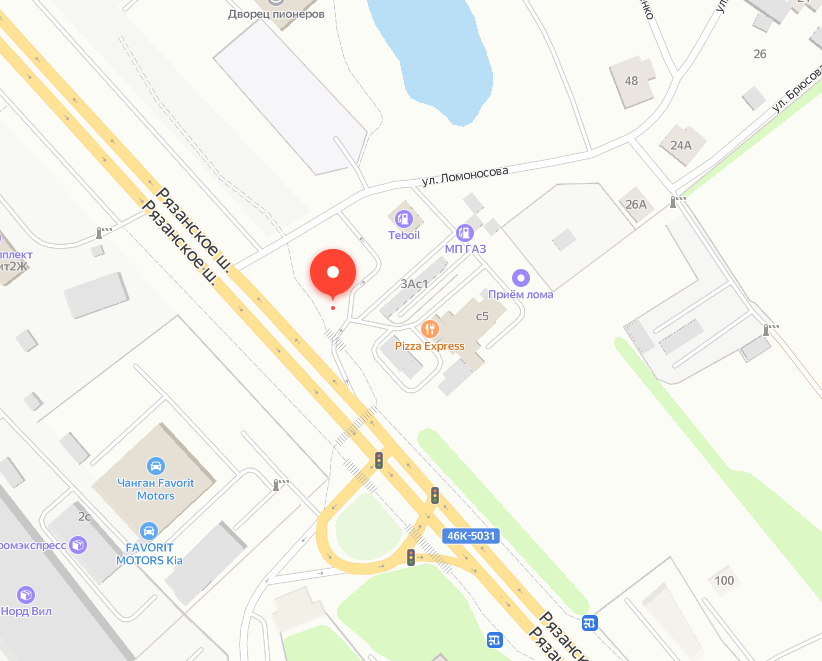 Дворец пионеров
26
48
ул. Брюсова
24А
ул. Ломоносова
26А
Рязанское ш.
Рязанское ш.
Teboil
МП ГАЗ
3Ас1
Приём лома
с5
Pizza Express
Чанган Favorit
Motors
2с
FAVORIT
MOTORS Kia
46К-5031
100
Норд Вил